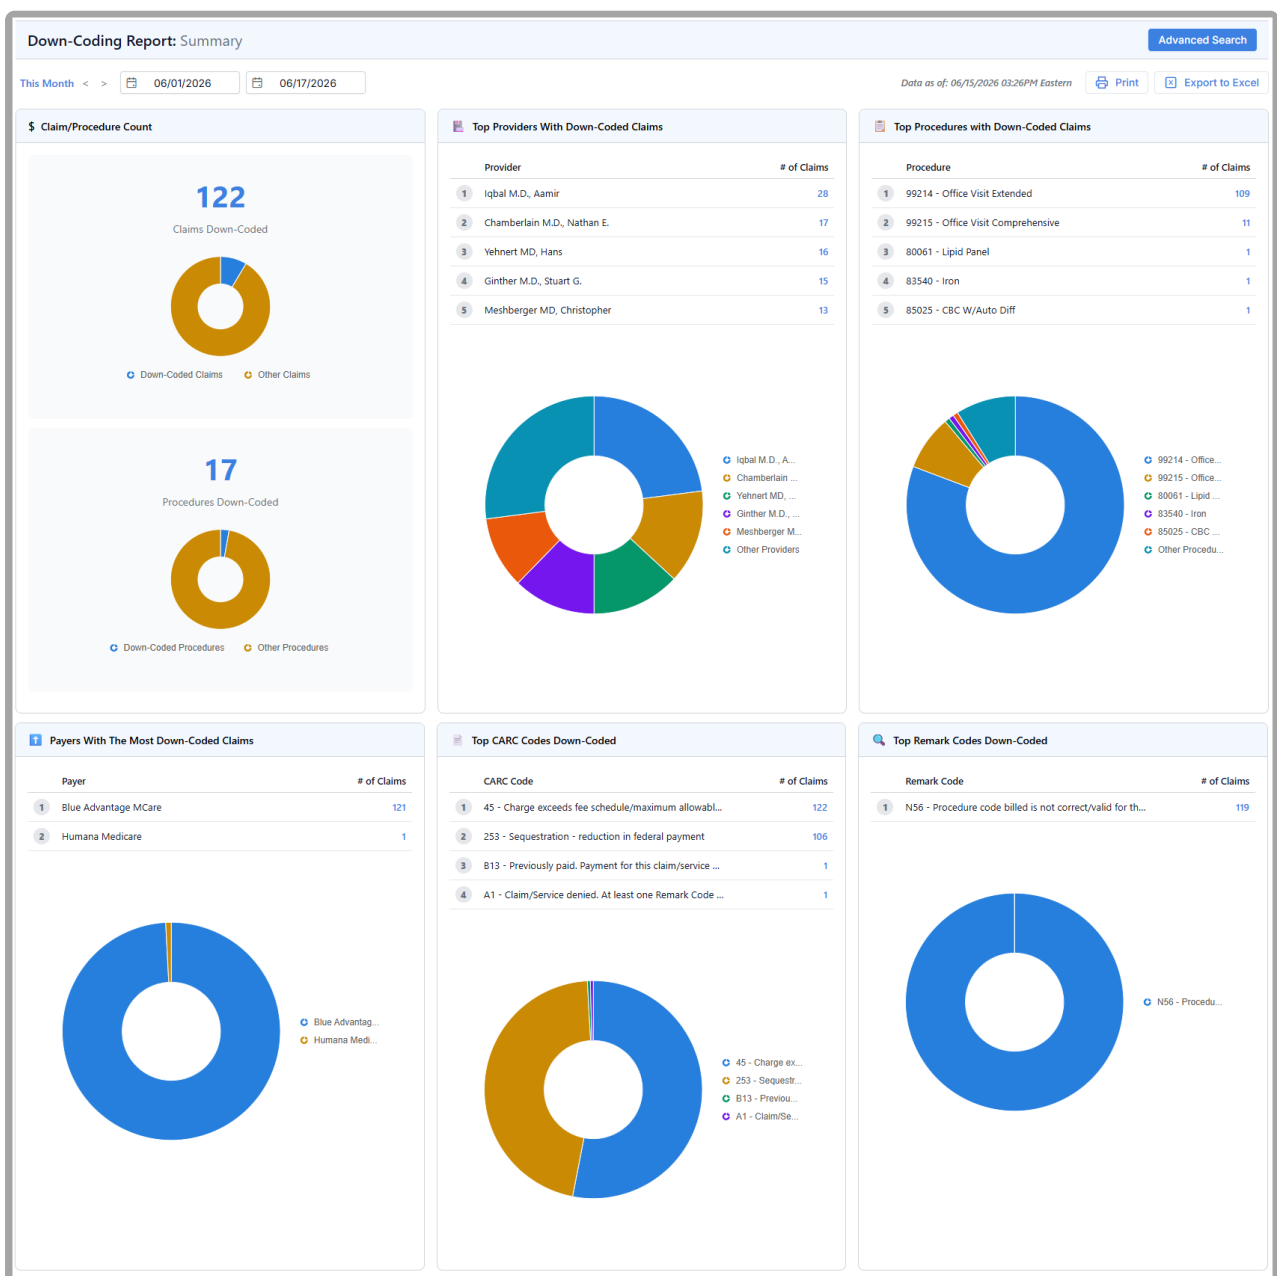 Down-Coding Report: Summary
Advanced Search
This Month < > 06/01/2026 06/17/2026
Data as of: 06/15/2026 03:26PM Eastern
Print
Export to Excel
$ Claim/Procedure Count
122
Claims Down-Coded
Down-Coded Claims
Other Claims
17
Procedures Down-Coded
Down-Coded Procedures
Other Procedures
Top Providers With Down-Coded Claims
Provider # of Claims
1 Iqbal M.D., Aamir 28
2 Chamberlain M.D., Nathan E. 17
3 Yehnert MD, Hans 16
4 Ginther M.D., Stuart G. 15
5 Meshberger MD, Christopher 13
Iqbal M.D., A...
Chamberlain ...
Yehnert MD, ...
Ginther M.D., ...
Meshberger M...
Other Providers
Top Procedures with Down-Coded Claims
Procedure # of Claims
1 99214 - Office Visit Extended 109
2 99215 - Office Visit Comprehensive 11
3 80061 - Lipid Panel 1
4 83540 - Iron 1
5 85025 - CBC W/Auto Diff 1
99214 - Office...
99215 - Office...
80061 - Lipid ...
83540 - Iron
85025 - CBC ...
Other Procedu...
Payers With The Most Down-Coded Claims
Payer # of Claims
1 Blue Advantage MCare 121
2 Humana Medicare 1
Blue Advantag...
Humana Medi...
Top CARC Codes Down-Coded
CARC Code # of Claims
1 45 - Charge exceeds fee schedule/maximum allowabl... 122
2 253 - Sequestration - reduction in federal payment 106
3 B13 - Previously paid. Payment for this claim/service ... 1
4 A1 - Claim/Service denied. At least one Remark Code ... 1
45 - Charge ex...
253 - Sequestr...
B13 - Previou...
A1 - Claim/Se...
Top Remark Codes Down-Coded
Remark Code # of Claims
1 N56 - Procedure code billed is not correct/valid for th... 119
N56 - Procedu...